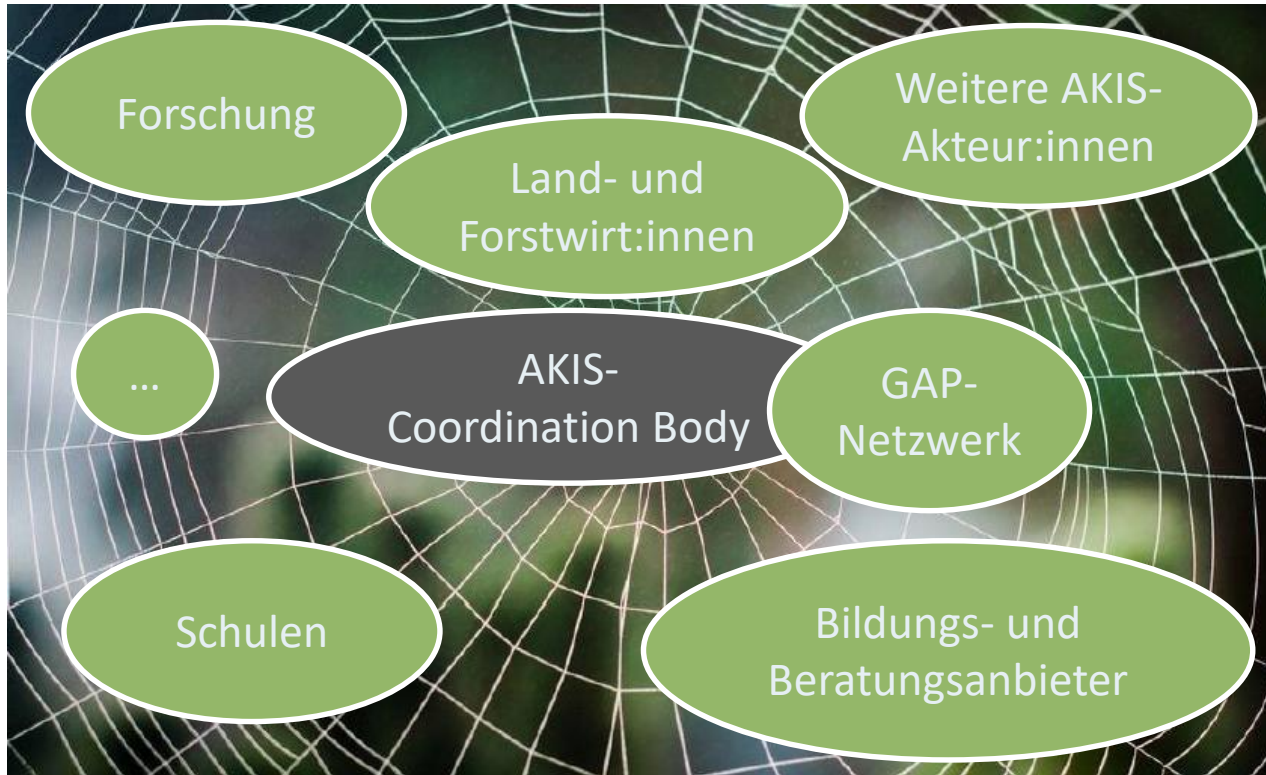 Forschung
Weitere AKIS-
Akteur:innen
Land- und
Forstwirt:innen
...
AKIS-
Coordination Body
GAP-
Netzwerk
Schulen
Bildungs- und
Beratungsanbieter